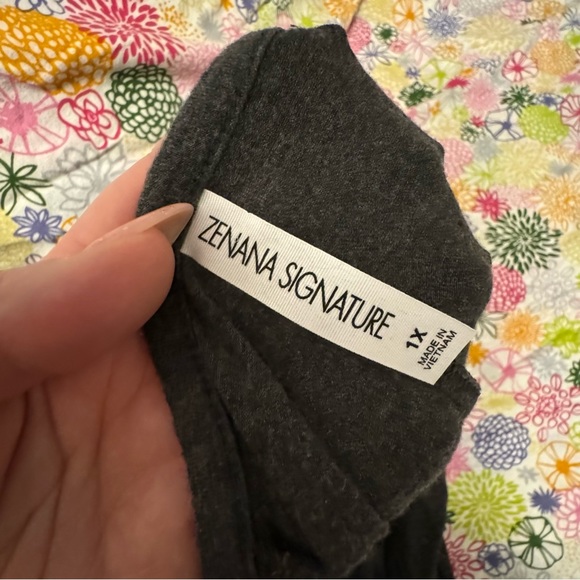 ZENANA SIGNATURE
1X
MADE IN
VIETNAM